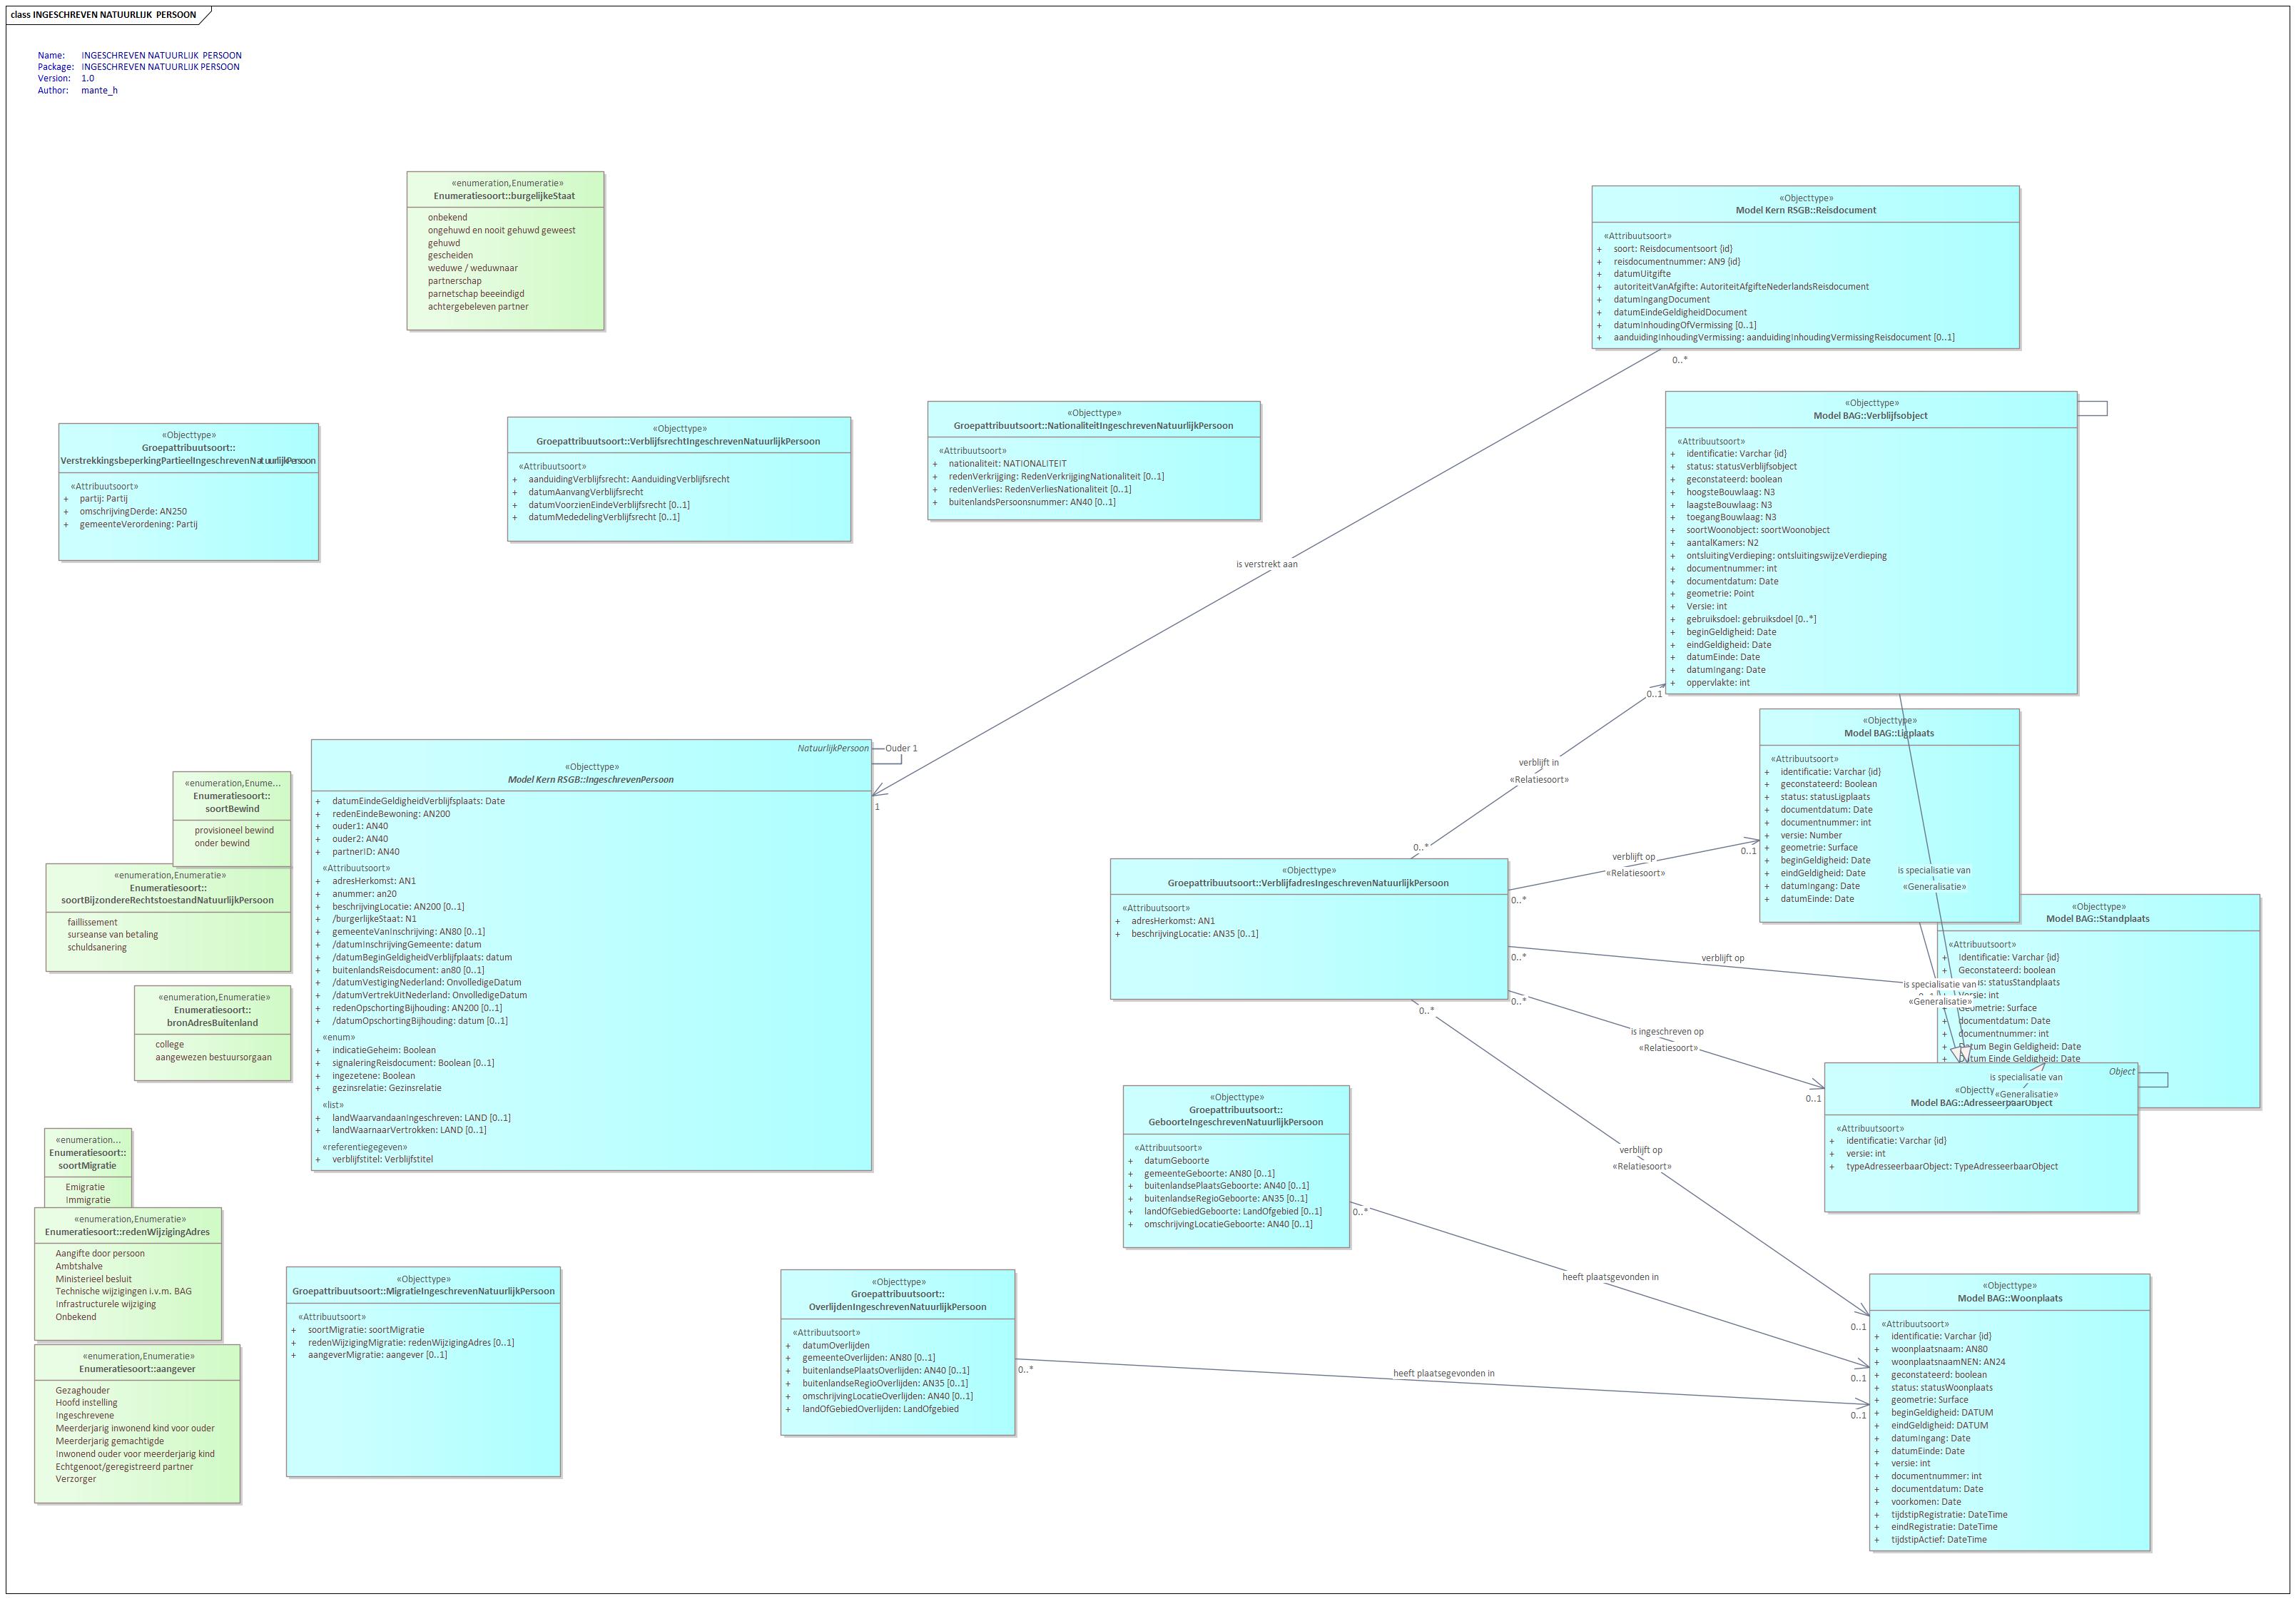 class INGESCHREVEN NATUURLIJK  PERSOON
Name: INGESCHREVEN NATUURLIJK  PERSOON
Package: INGESCHREVEN NATUURLIJK PERSOON
Version: 1.0
Author: mante_h
«enumeration,Enumeratie»
Enumeratiesoort::burgelijkeStaat
onbekend
ongehuwd en nooit gehuwd geweest
gehuwd
gescheiden
weduwe / weduwnaar
partnerschap
parnetschap beeeindigd
achtergebeleven partner
«Objecttype»
Model Kern RSGB::Reisdocument
«Attribuutsoort»
+ soort: Reisdocumentsoort {id}
+ reisdocumentnummer: AN9 {id}
+ datumUitgifte
+ autoriteitVanAfgifte: AutoriteitAfgifteNederlandsReisdocument
+ datumIngangDocument
+ datumEindeGeldigheidDocument
+ datumInhoudingOfVermissing [0..1]
+ aanduidingInhoudingVermissing: aanduidingInhoudingVermissingReisdocument [0..1]
0..*
is verstrekt aan
1
«Objecttype»
Groepattribuutsoort::
VerstrekkingsbeperkingPartieelIngeschrevenNatuurlijkPersoon
«Attribuutsoort»
+ partij: Partij
+ omschrijvingDerde: AN250
+ gemeenteVerordening: Partij
«Objecttype»
Groepattribuutsoort::VerblijfsrechtIngeschrevenNatuurlijkPersoon
«Attribuutsoort»
+ aanduidingVerblijfsrecht: AanduidingVerblijfsrecht
+ datumAanvangVerblijfsrecht
+ datumVoorzienEindeVerblijfsrecht [0..1]
+ datumMededelingVerblijfsrecht [0..1]
«Objecttype»
Groepattribuutsoort::NationaliteitIngeschrevenNatuurlijkPersoon
«Attribuutsoort»
+ nationaliteit: NATIONALITEIT
+ redenVerkrijging: RedenVerkrijgingNationaliteit [0..1]
+ redenVerlies: RedenVerliesNationaliteit [0..1]
+ buitenlandsPersoonsnummer: AN40 [0..1]
«Objecttype»
Model BAG::Verblijfsobject
«Attribuutsoort»
+ identificatie: Varchar {id}
+ status: statusVerblijfsobject
+ geconstateerd: boolean
+ hoogsteBouwlaag: N3
+ laagsteBouwlaag: N3
+ toegangBouwlaag: N3
+ soortWoonobject: soortWoonobject
+ aantalKamers: N2
+ ontsluitingVerdieping: ontsluitingswijzeVerdieping
+ documentnummer: int
+ documentdatum: Date
+ geometrie: Point
+ Versie: int
+ gebruiksdoel: gebruiksdoel [0..*]
+ beginGeldigheid: Date
+ eindGeldigheid: Date
+ datumEinde: Date
+ datumIngang: Date
+ oppervlakte: int
NatuurlijkPersoon
«Objecttype»
Model Kern RSGB::IngeschrevenPersoon
+ datumEindeGeldigheidVerblijfsplaats: Date
+ redenEindeBewoning: AN200
+ ouder1: AN40
+ ouder2: AN40
+ partnerID: AN40
«Attribuutsoort»
+ adresHerkomst: AN1
+ anummer: an20
+ beschrijvingLocatie: AN200 [0..1]
+ /burgerlijkeStaat: N1
+ gemeenteVanInschrijving: AN80 [0..1]
+ /datumInschrijvingGemeente: datum
+ /datumBeginGeldigheidVerblijfplaats: datum
+ buitenlandsReisdocument: an80 [0..1]
+ /datumVestigingNederland: OnvolledigeDatum
+ /datumVertrekUitNederland: OnvolledigeDatum
+ redenOpschortingBijhouding: AN200 [0..1]
+ /datumOpschortingBijhouding: datum [0..1]
«enum»
+ indicatieGeheim: Boolean
+ signaleringReisdocument: Boolean [0..1]
+ ingezetene: Boolean
+ gezinsrelatie: Gezinsrelatie
«list»
+ landWaarvandaanIngeschreven: LAND [0..1]
+ landWaarnaarVertrokken: LAND [0..1]
«referentiegegeven»
+ verblijfstitel: Verblijfstitel
Ouder 1
«enumeration,Enume...
Enumeratiesoort::
soortBewind
provisioneel bewind
onder bewind
«enumeration,Enumeratie»
Enumeratiesoort::
soortBijzondereRechtstoestandNatuurlijkPersoon
faillissement
surseanse van betaling
schuldsanering
«enumeration,Enumeratie»
Enumeratiesoort::
bronAdresBuitenland
college
aangewezen bestuursorgaan
«enumeration...
Enumeratiesoort::
soortMigratie
Emigratie
Immigratie
«enumeration,Enumeratie»
Enumeratiesoort::redenWijzigingAdres
Aangifte door persoon
Ambtshalve
Ministerieel besluit
Technische wijzigingen i.v.m. BAG
Infrastructurele wijziging
Onbekend
«enumeration,Enumeratie»
Enumeratiesoort::aangever
Gezaghouder
Hoofd instelling
Ingeschrevene
Meerderjarig inwonend kind voor ouder
Meerderjarig gemachtigde
Inwonend ouder voor meerderjarig kind
Echtgenoot/geregistreerd partner
Verzorger
«Objecttype»
Groepattribuutsoort::MigratieIngeschrevenNatuurlijkPersoon
«Attribuutsoort»
+ soortMigratie: soortMigratie
+ redenWijzigingMigratie: redenWijzigingAdres [0..1]
+ aangeverMigratie: aangever [0..1]
«Objecttype»
Groepattribuutsoort::
OverlijdenIngeschrevenNatuurlijkPersoon
«Attribuutsoort»
+ datumOverlijden
+ gemeenteOverlijden: AN80 [0..1]
+ buitenlandsePlaatsOverlijden: AN40 [0..1]
+ buitenlandseRegioOverlijden: AN35 [0..1]
+ omschrijvingLocatieOverlijden: AN40 [0..1]
+ landOfGebiedOverlijden: LandOfgebied
0..*
heeft plaatsegevonden in
0..1
«Objecttype»
Groepattribuutsoort::
GeboorteIngeschrevenNatuurlijkPersoon
«Attribuutsoort»
+ datumGeboorte
+ gemeenteGeboorte: AN80 [0..1]
+ buitenlandsePlaatsGeboorte: AN40 [0..1]
+ buitenlandseRegioGeboorte: AN35 [0..1]
+ landOfGebiedGeboorte: LandOfgebied [0..1]
+ omschrijvingLocatieGeboorte: AN40 [0..1]
0..*
heeft plaatsgevonden in
0..1
«Objecttype»
Groepattribuutsoort::VerblijfadresIngeschrevenNatuurlijkPersoon
«Attribuutsoort»
+ adresHerkomst: AN1
+ beschrijvingLocatie: AN35 [0..1]
0..*
verblijft in
«Relatiesoort»
0..1
0..*
verblijft op
«Relatiesoort»
0..1
0..*
verblijft op
0..*
is ingeschreven op
«Relatiesoort»
0..1
0..*
verblijft op
«Relatiesoort»
0..1
«Objecttype»
Model BAG::Ligplaats
«Attribuutsoort»
+ identificatie: Varchar {id}
+ geconstateerd: Boolean
+ status: statusLigplaats
+ documentdatum: Date
+ documentnummer: int
+ versie: Number
+ geometrie: Surface
+ beginGeldigheid: Date
+ eindGeldigheid: Date
+ datumIngang: Date
+ datumEinde: Date
is specialisatie van
«Generalisatie»
«Objecttype»
Model BAG::Standplaats
«Attribuutsoort»
+ Identificatie: Varchar {id}
+ Geconstateerd: boolean
statusStandplaats
is specialisatie van
Versie: int
«Generalisatie»
Geometrie: Surface
+ documentdatum: Date
+ documentnummer: int
+ Datum Begin Geldigheid: Date
+ Datum Einde Geldigheid: Date
Object
is specialisatie van
«Generalisatie»
Model BAG::AdresseerbaarObject
«Attribuutsoort»
+ identificatie: Varchar {id}
+ versie: int
+ typeAdresseerbaarObject: TypeAdresseerbaarObject
«Objecttype»
Model BAG::Woonplaats
«Attribuutsoort»
+ identificatie: Varchar {id}
+ woonplaatsnaam: AN80
+ woonplaatsnaamNEN: AN24
+ geconstateerd: boolean
+ status: statusWoonplaats
+ geometrie: Surface
+ beginGeldigheid: DATUM
+ eindGeldigheid: DATUM
+ datumIngang: Date
+ datumEinde: Date
+ versie: int
+ documentnummer: int
+ documentdatum: Date
+ voorkomen: Date
+ tijdstipRegistratie: DateTime
+ eindRegistratie: DateTime
+ tijdstipActief: DateTime